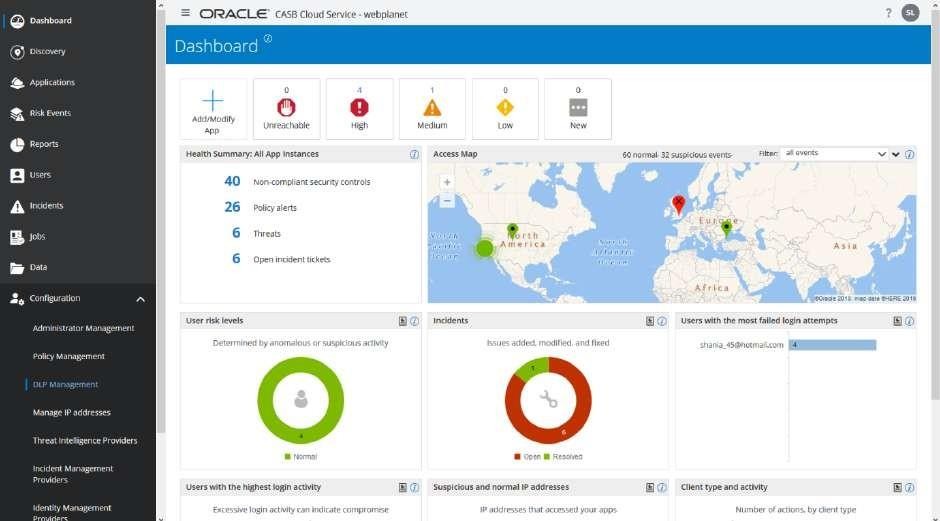 Dashboard
Discovery
Applications
Risk Events
Reports
Users
Incidents
Jobs
Data
Configuration
Administrator Management
Policy Management
DLP Management
Manage IP addresses
Threat Intelligence Providers
Incident Management
Providers
Identity Management
Providers
ORACLE CASB Cloud Service - webplanet
? SL
Dashboard
Add/Modify
App
0
Unreachable
4
High
1
Medium
0
Low
0
New
Health Summary: All App Instances
40 Non-compliant security controls
26 Policy alerts
6 Threats
6 Open incident tickets
Access Map 60 normal· 32 suspicious events· Filter: all events
+
−
North
Pacific
Ocean
North
America
North
Atlantic
Ocean
Europe
Asia
Africa
©Oracle 2018, map data ©HERE 2018
User risk levels
Determined by anomalous or suspicious activity
4
Normal
Incidents
Issues added, modified, and fixed
1
6
Open Resolved
Users with the most failed login attempts
shania_45@hotmail.com 4
Users with the highest login activity
Excessive login activity can indicate compromise
Suspicious and normal IP addresses
IP addresses that accessed your apps
Client type and activity
Number of actions, by client type